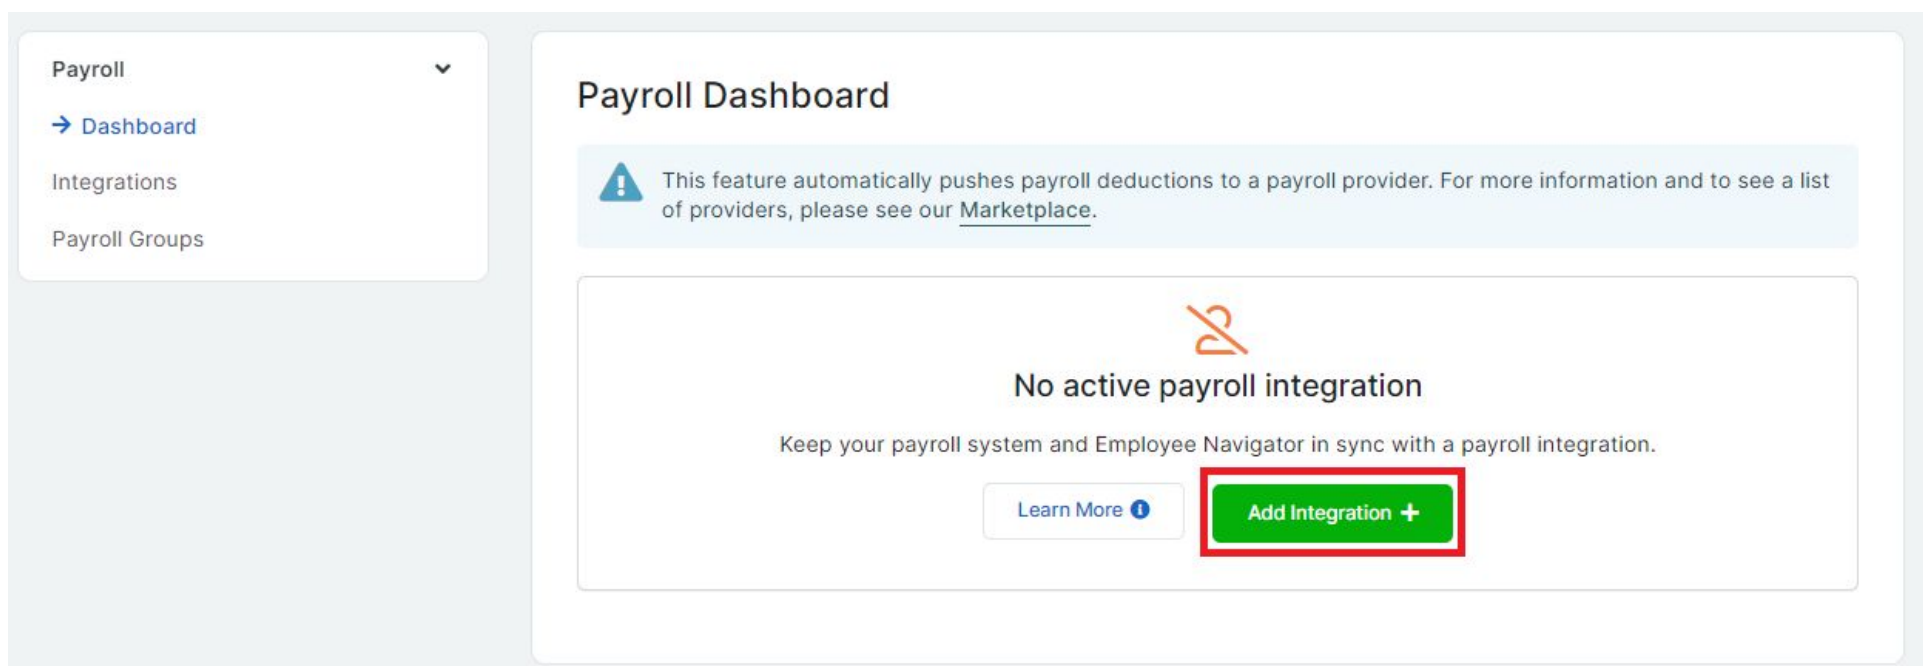 Payroll
Dashboard
Integrations
Payroll Groups
Payroll Dashboard
This feature automatically pushes payroll deductions to a payroll provider. For more information and to see a list
of providers, please see our Marketplace.
No active payroll integration
Keep your payroll system and Employee Navigator in sync with a payroll integration.
Learn More
Add Integration